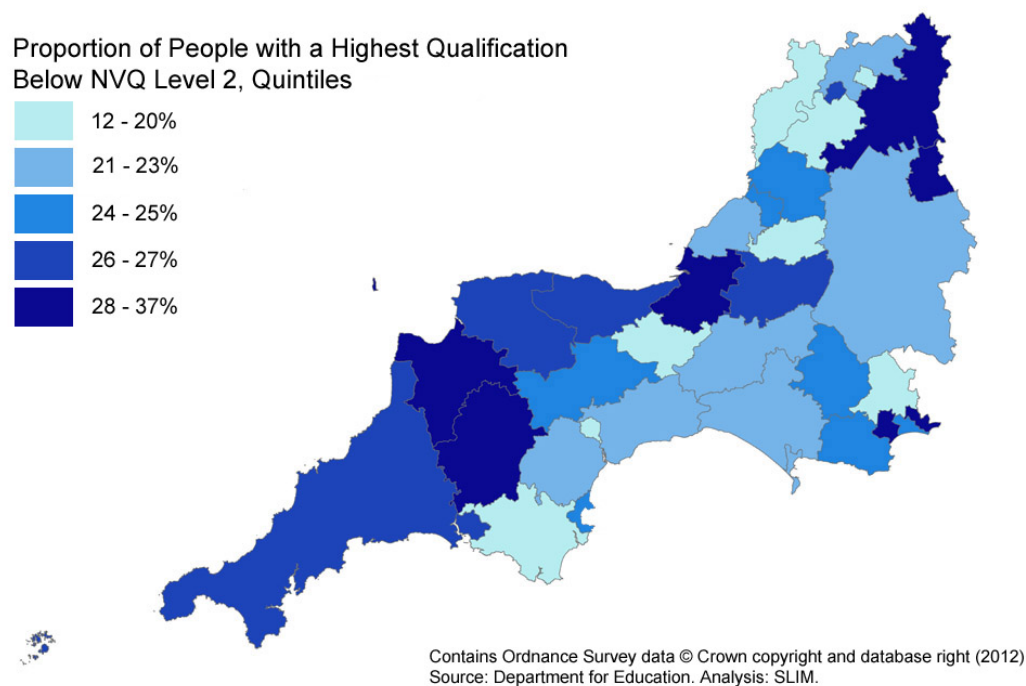 Proportion of People with a Highest Qualification
Below NVQ Level 2, Quintiles
12 - 20%
21 - 23%
24 - 25%
26 - 27%
28 - 37%
Contains Ordnance Survey data © Crown copyright and database right (2012)
Source: Department for Education. Analysis: SLIM.